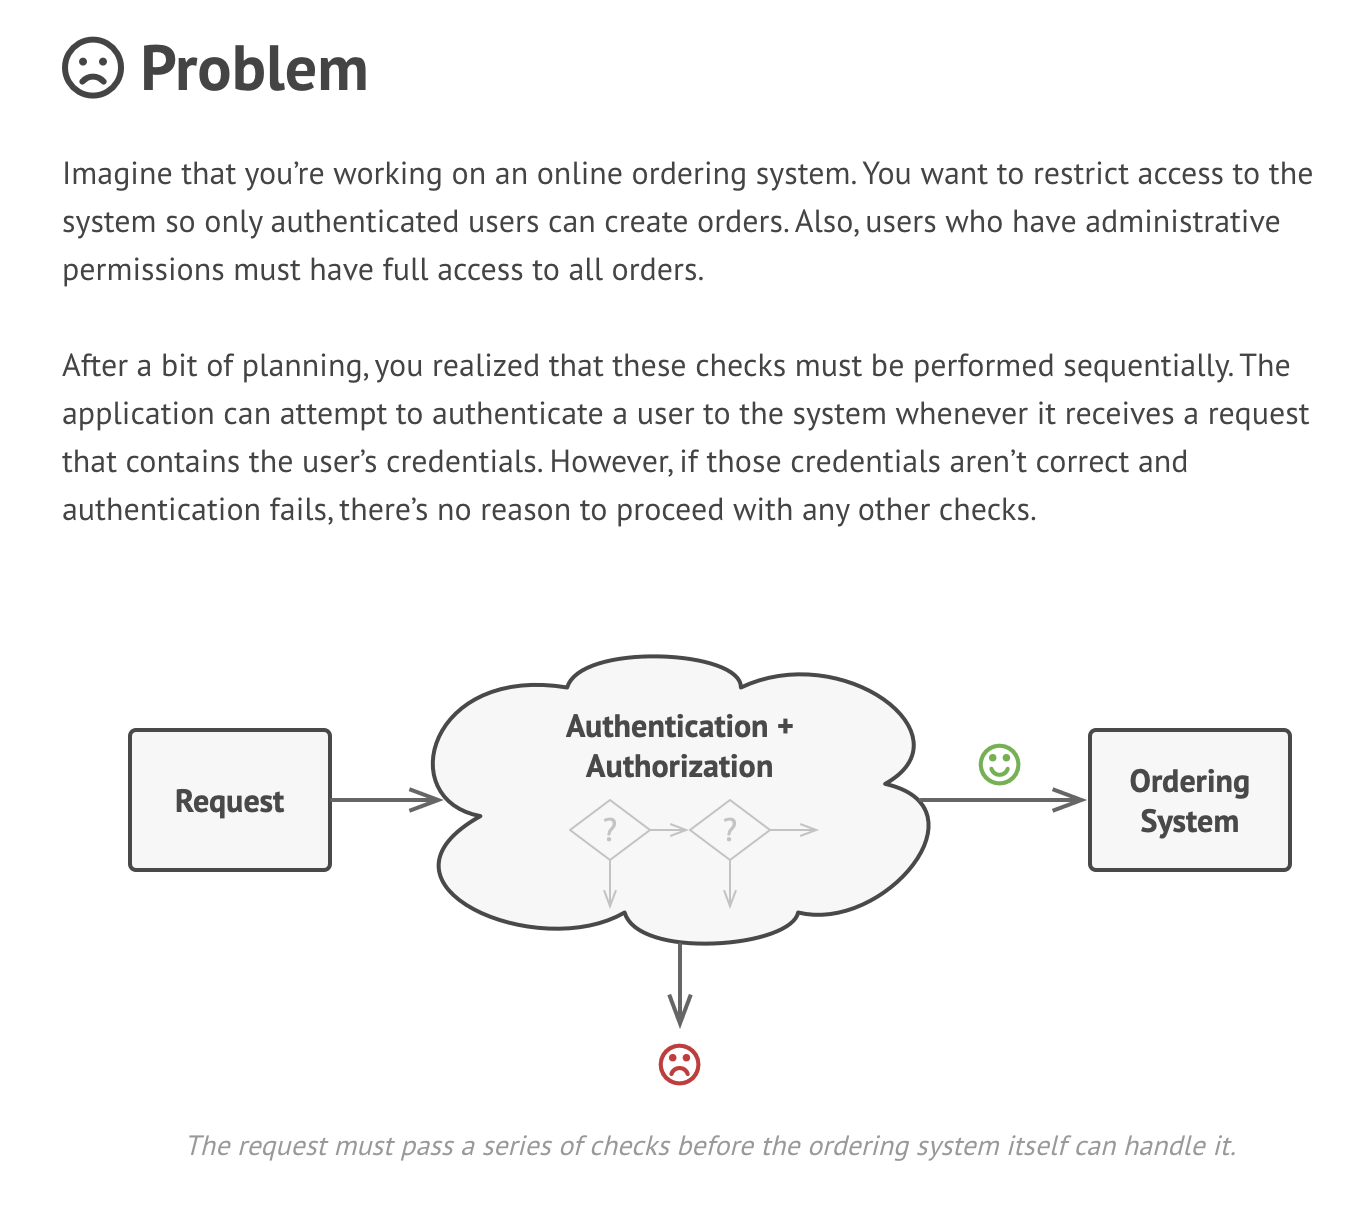 Problem
Imagine that you’re working on an online ordering system. You want to restrict access to the
system so only authenticated users can create orders. Also, users who have administrative
permissions must have full access to all orders.
After a bit of planning, you realized that these checks must be performed sequentially. The
application can attempt to authenticate a user to the system whenever it receives a request
that contains the user’s credentials. However, if those credentials aren’t correct and
authentication fails, there’s no reason to proceed with any other checks.
Authentication +
Authorization
Request
? ?
Ordering
System
The request must pass a series of checks before the ordering system itself can handle it.